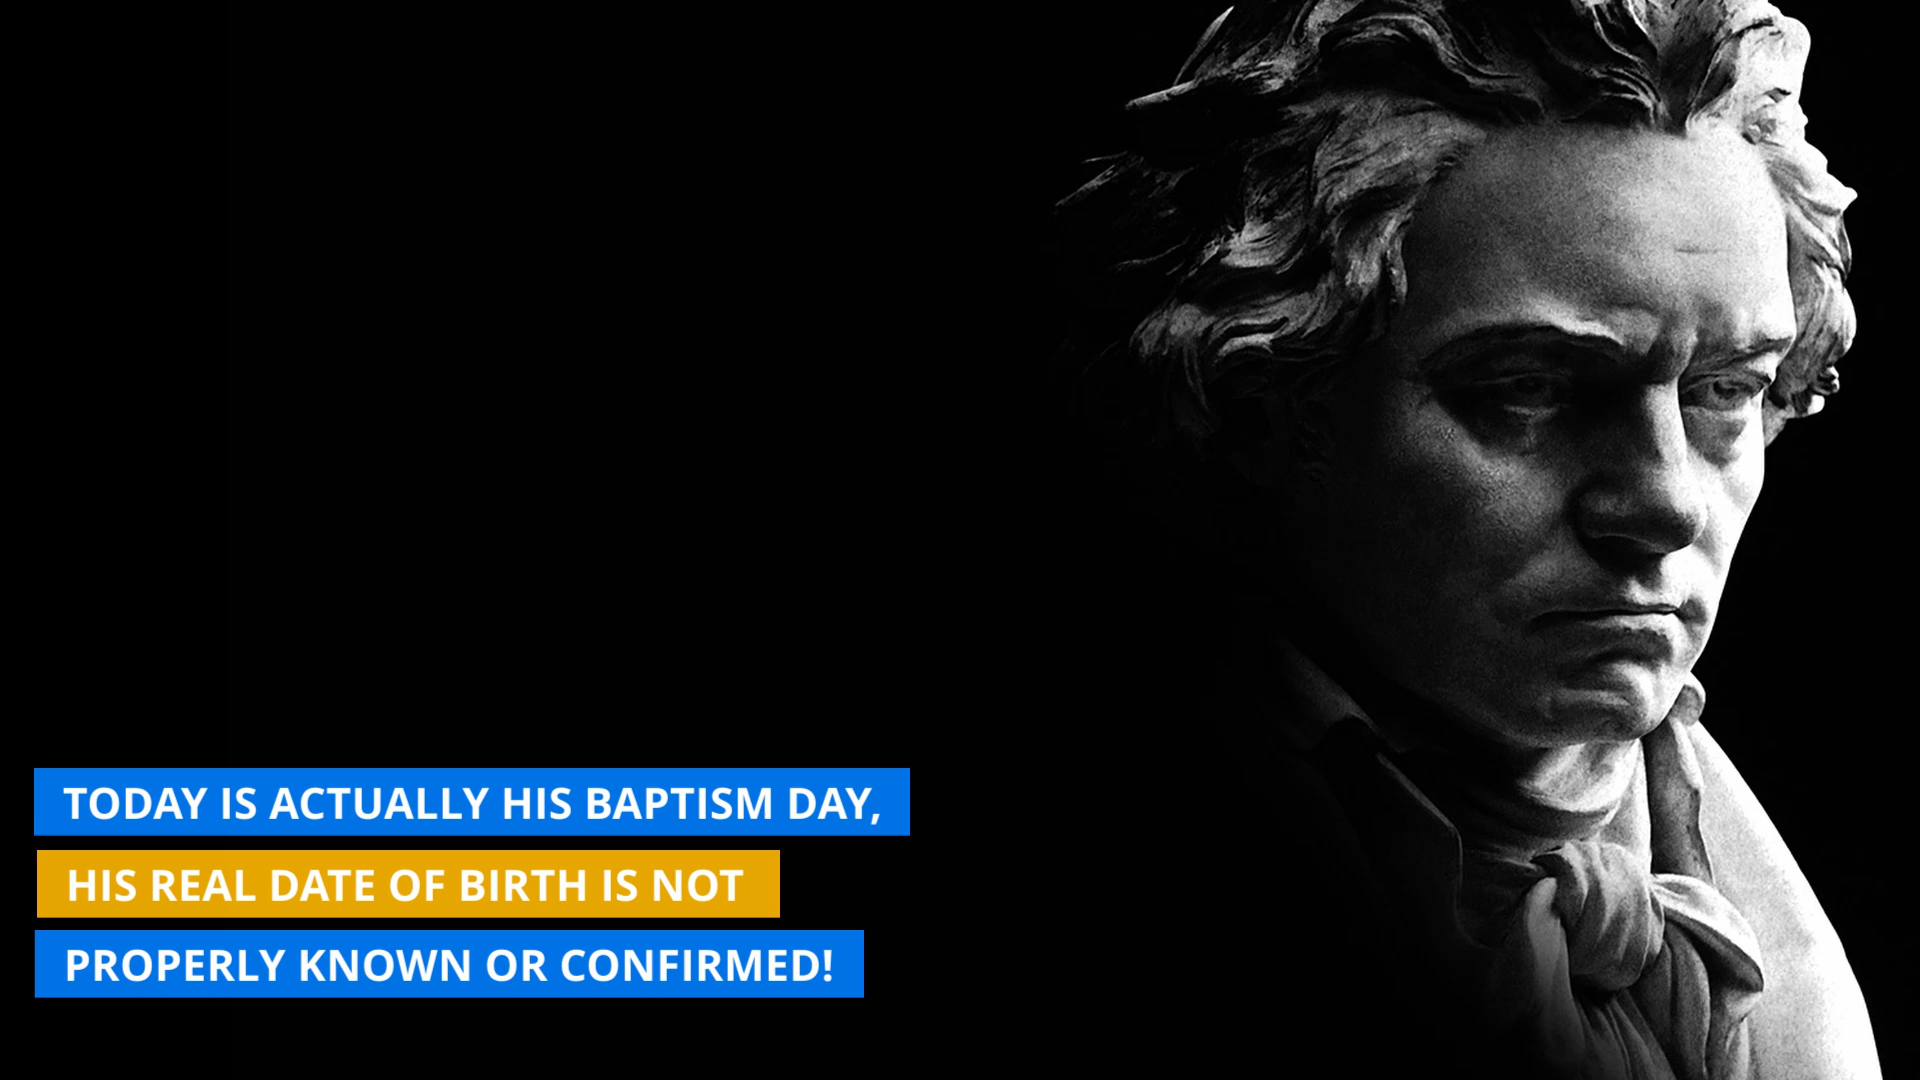 TODAY IS ACTUALLY HIS BAPTISM DAY,
HIS REAL DATE OF BIRTH IS NOT
PROPERLY KNOWN OR CONFIRMED!